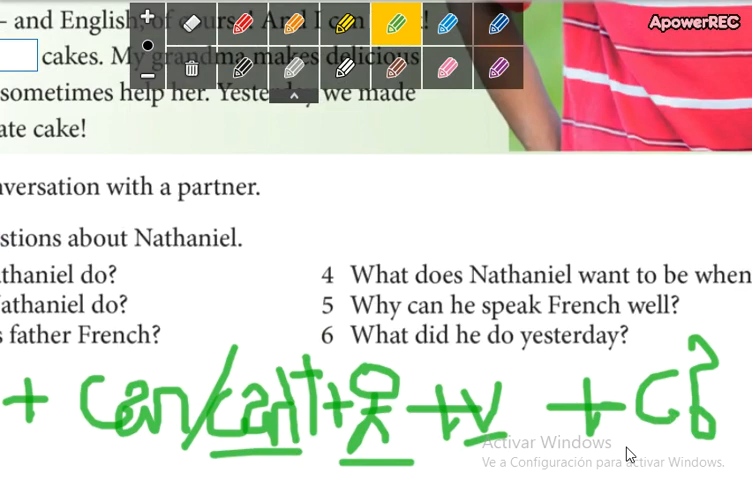 – and English, of course! And I can !
cakes. My grandma makes delicious
sometimes help her. we made
ate cake!
nversation with a partner.
stions about Nathaniel.
thaniel do?
Nathaniel do?
s father French?
4 What does Nathaniel want to be when
5 Why can he speak French well?
6 What did he do yesterday?
+ can/can't + + v +
ApowerREC
Activar Windows
Ve a Configuración para activar Windows.